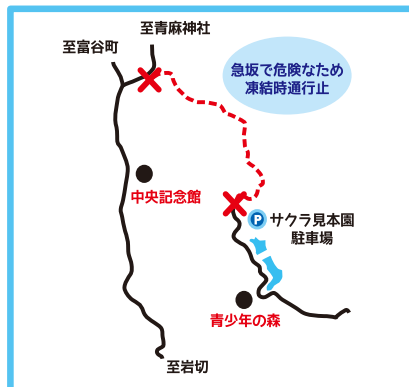 至青麻神社
至富谷町
急坂で危険なため
凍結時通行止
中央記念館
P
サクラ見本園
駐車場
青少年の森
至岩切